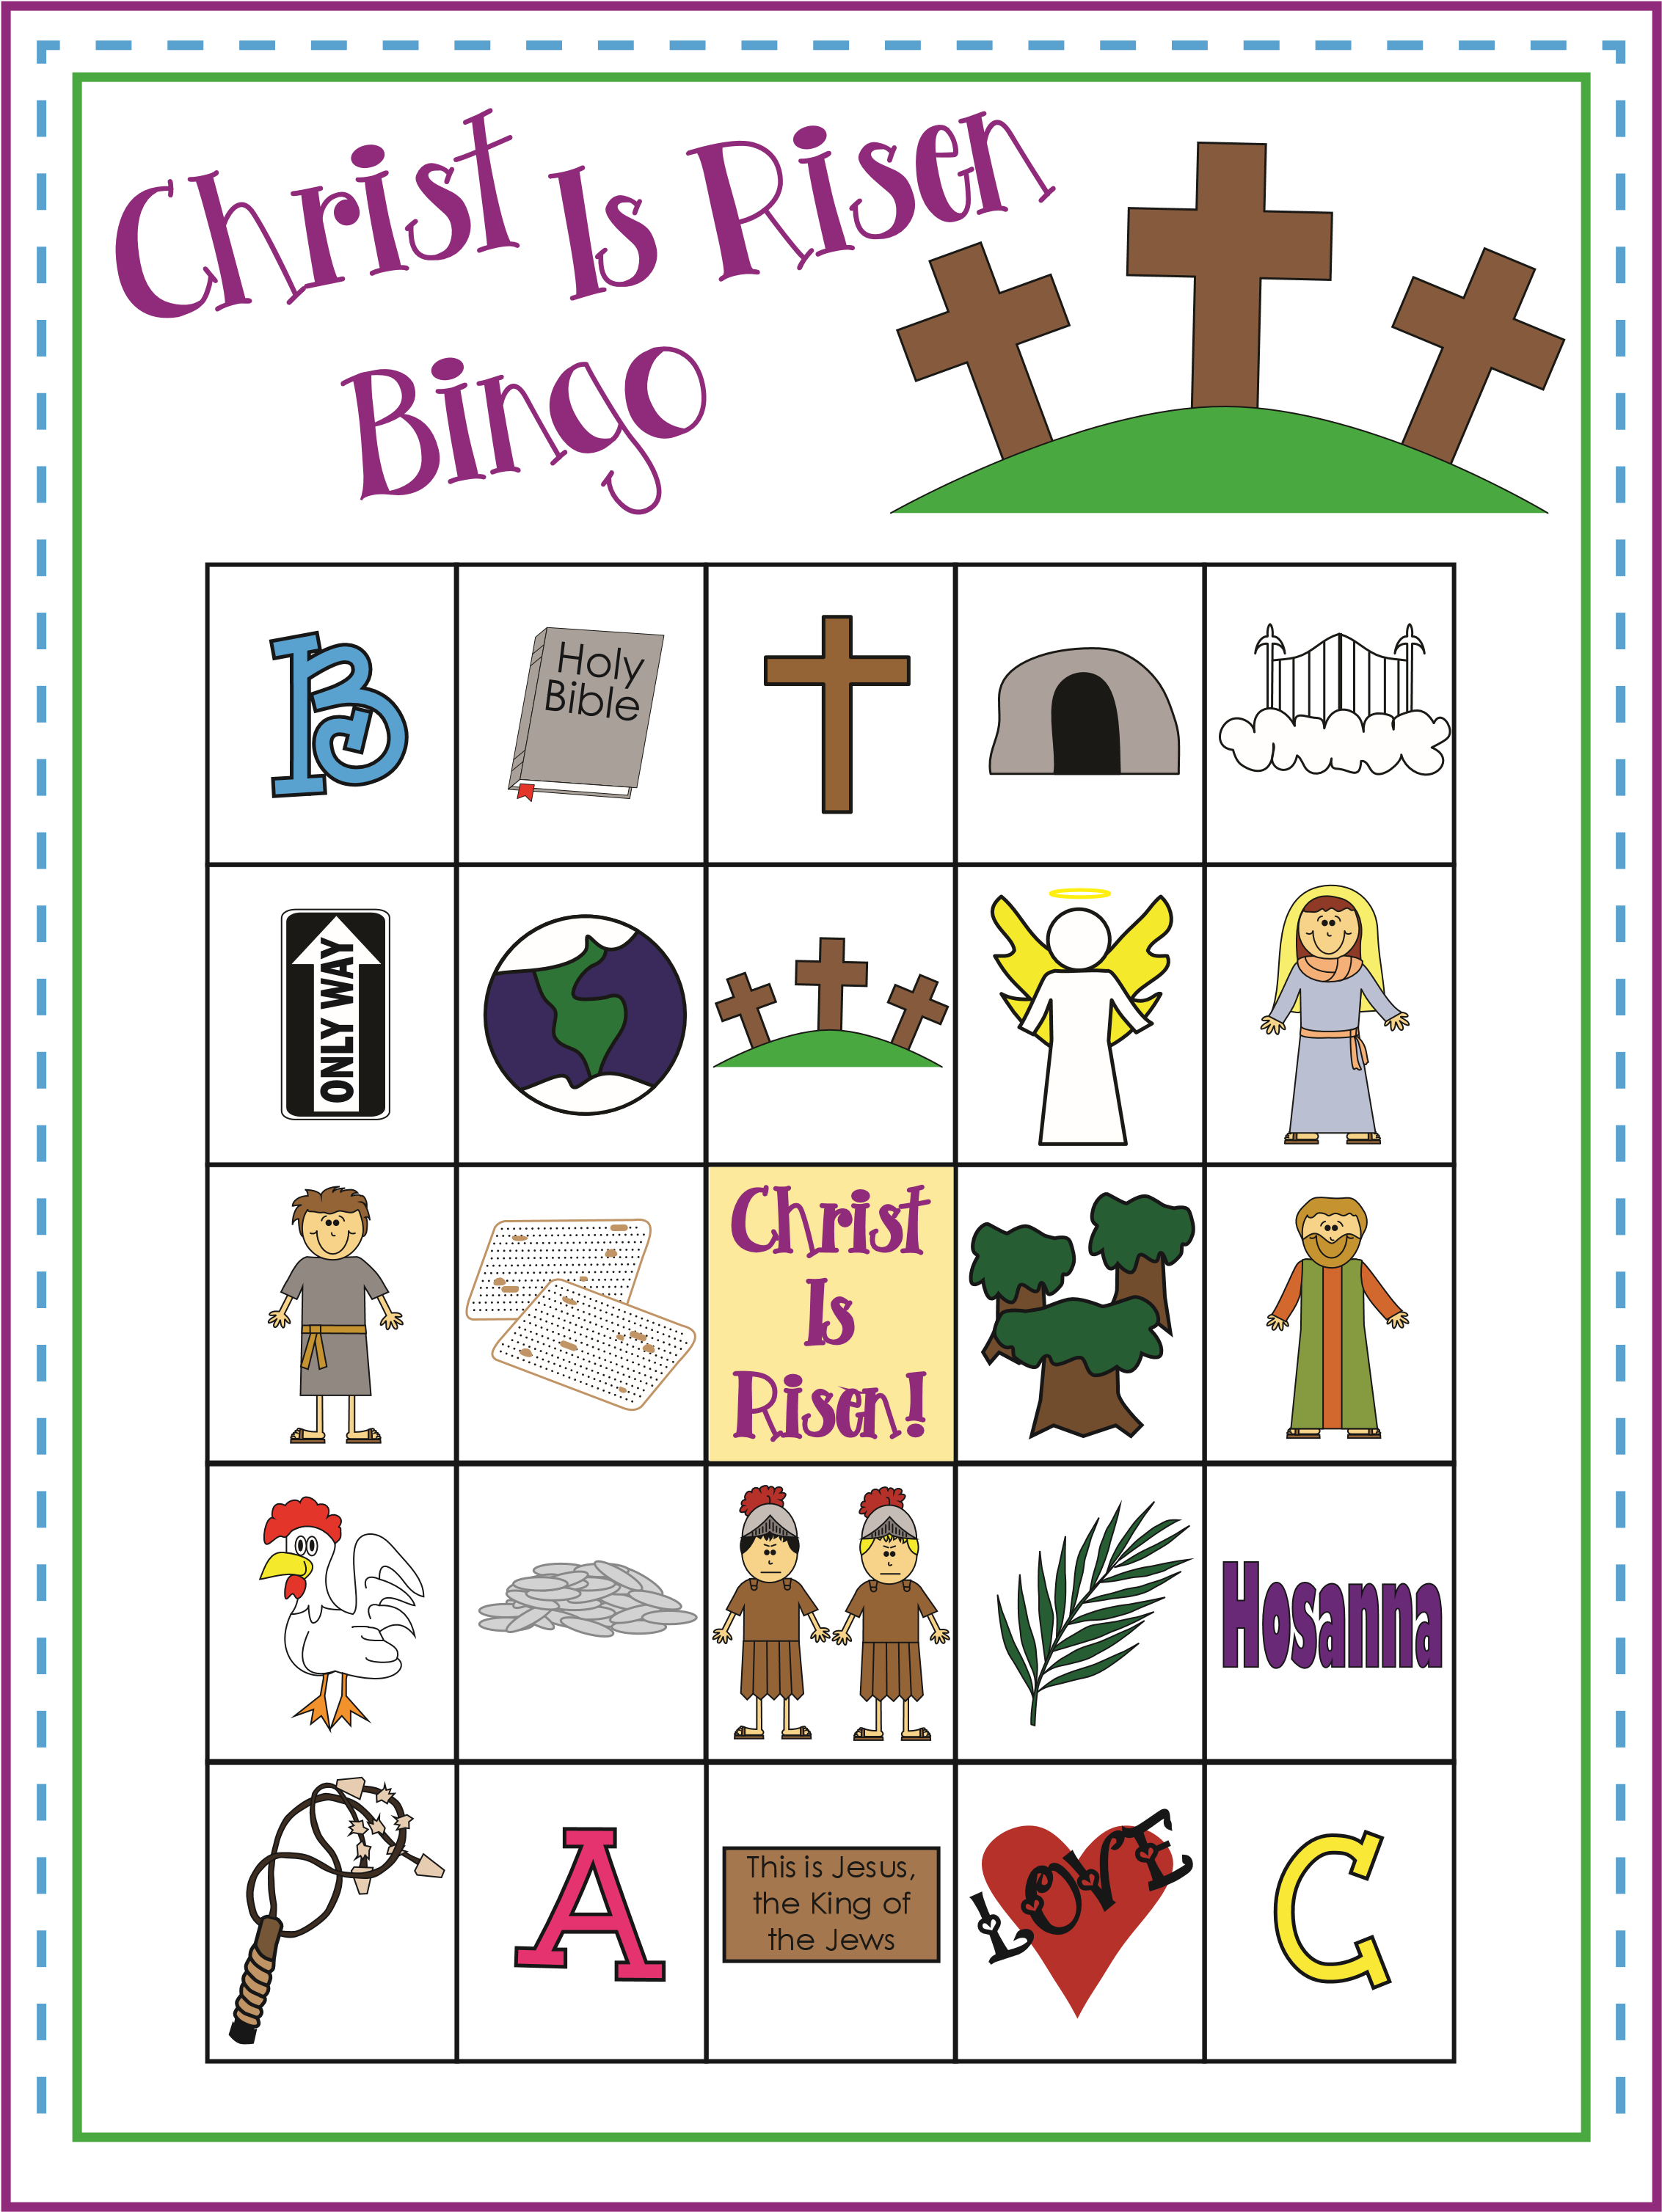 Christ Is Risen
Bingo
B
Holy
Bible
ONLY WAY
Christ
Is
Risen!
Hosanna
A
This is Jesus,
the King of
the Jews
LOVE
C